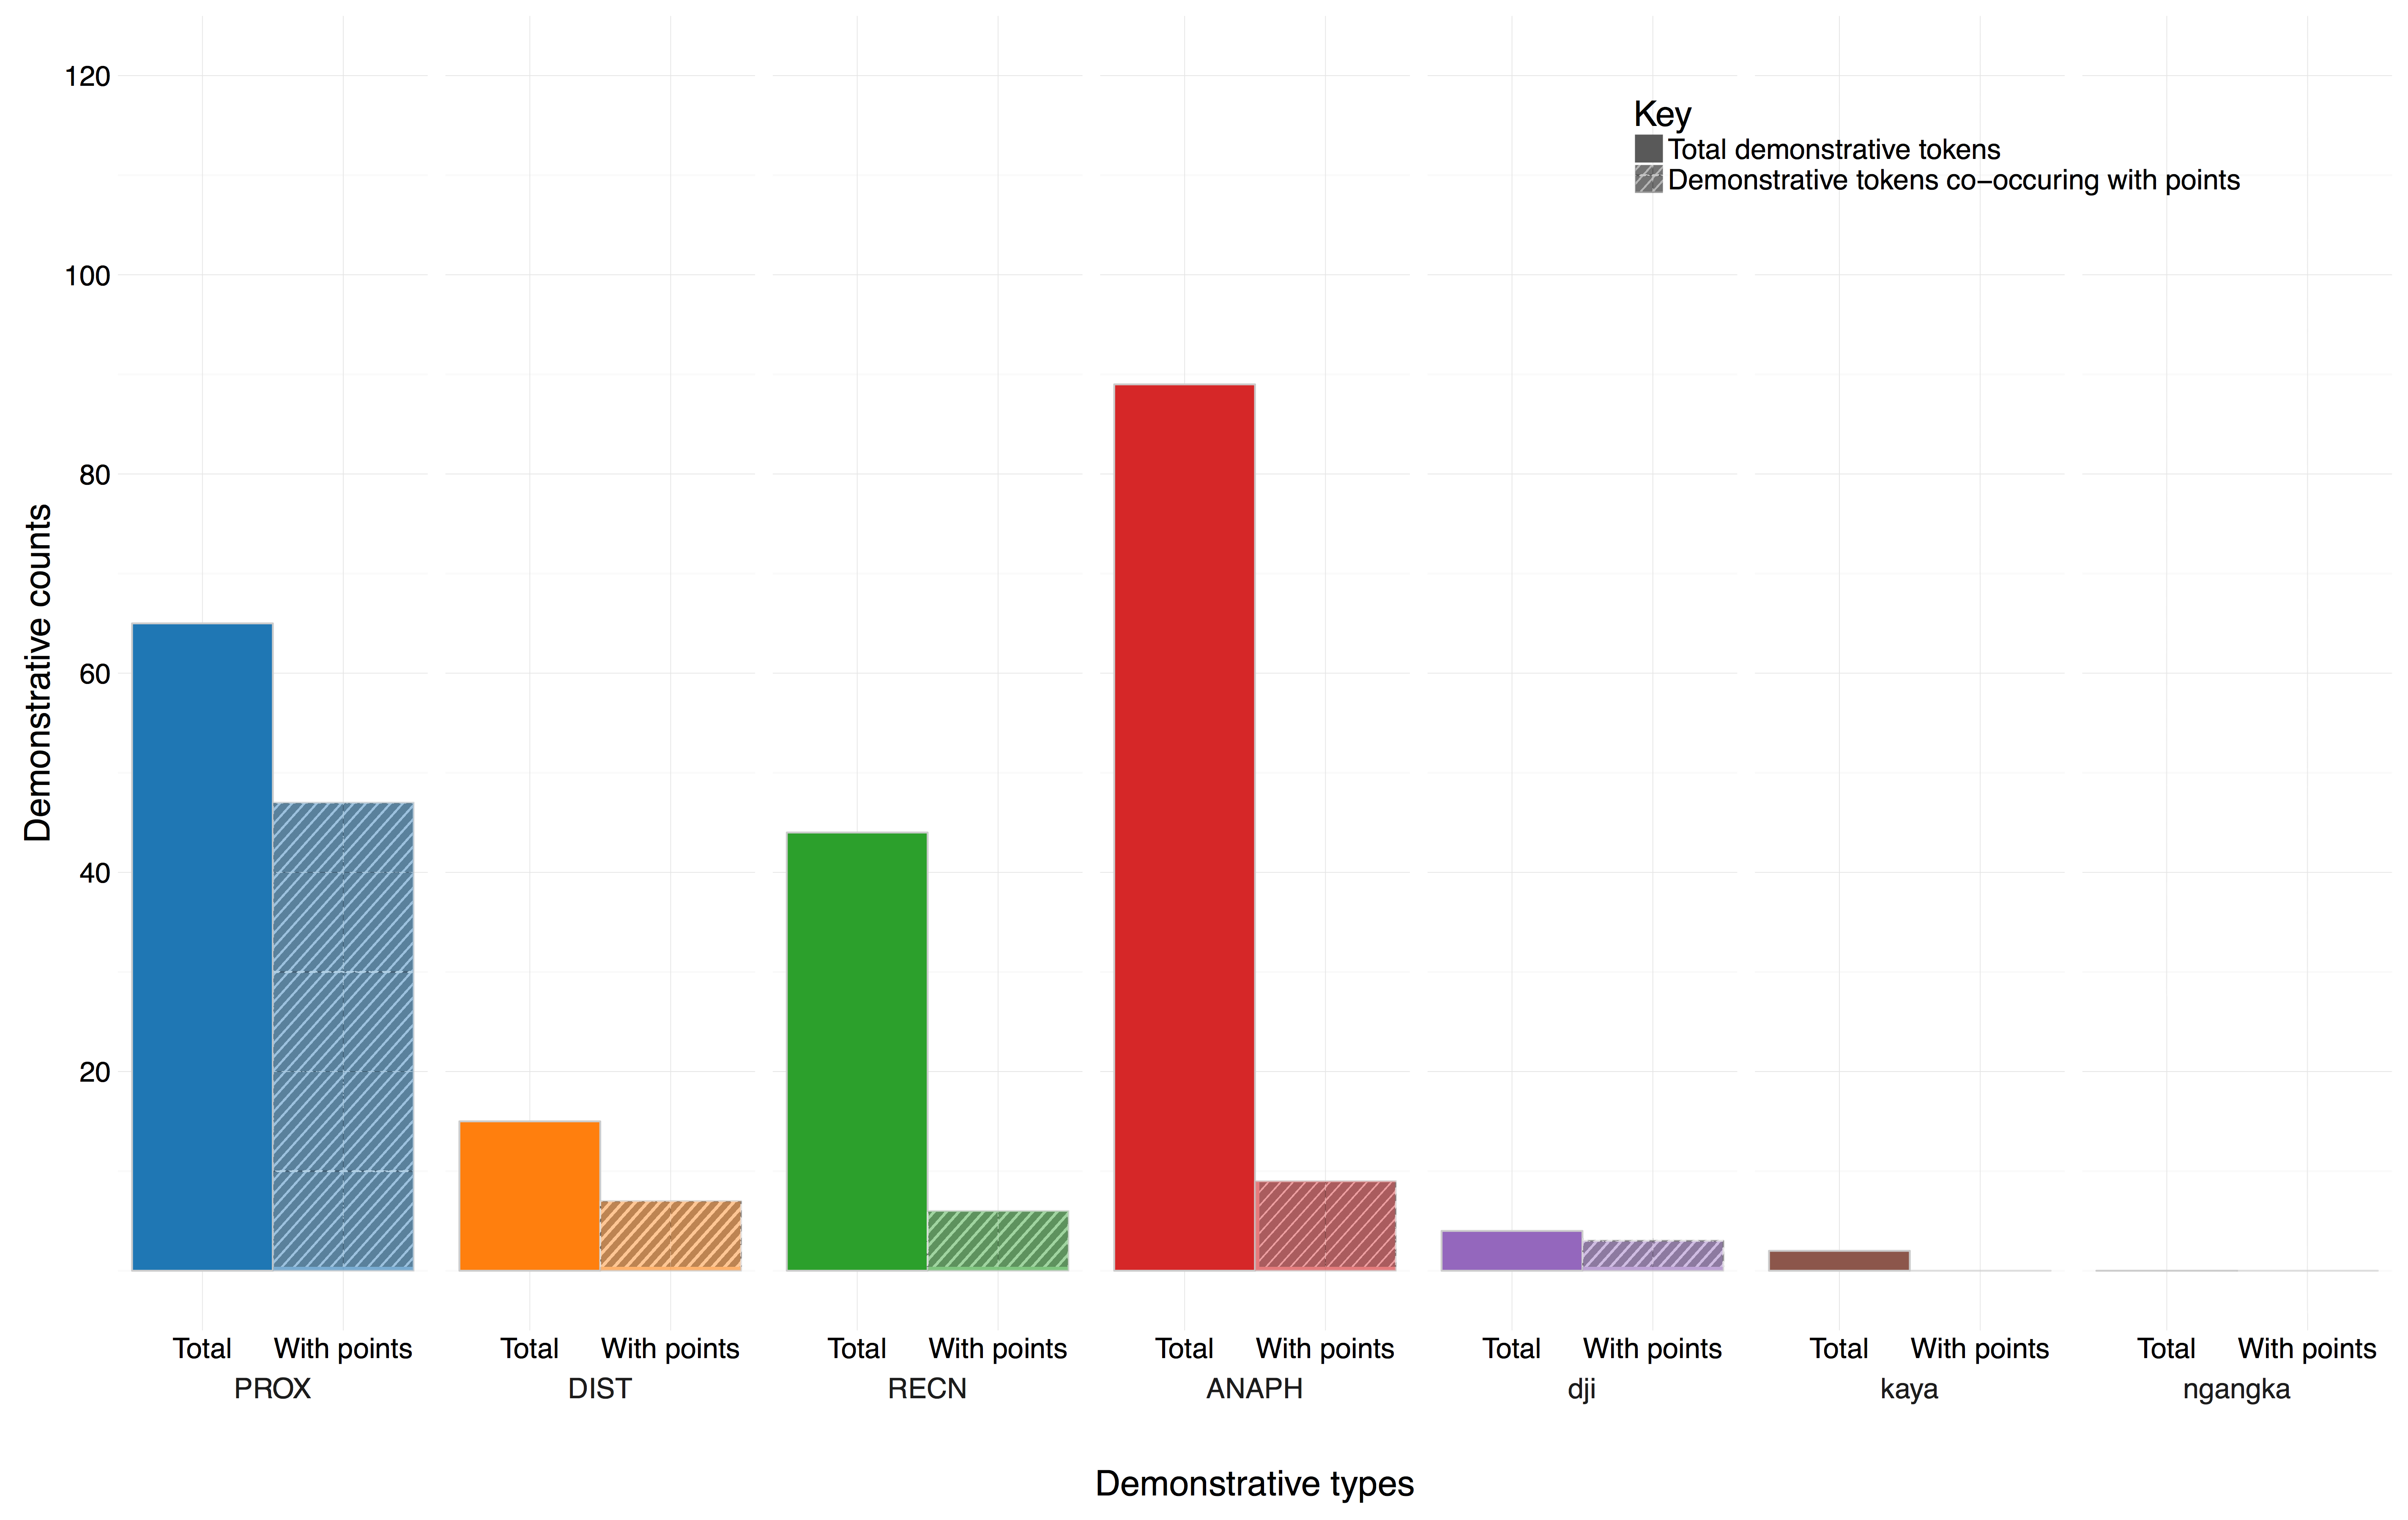 120
100
80
60
40
20
Demonstrative counts
Key
Total demonstrative tokens
Demonstrative tokens co-occuring with points
Total With points Total With points Total With points Total With points Total With points Total With points Total With points
PROX DIST RECN ANAPH dji kaya ngangka
Demonstrative types